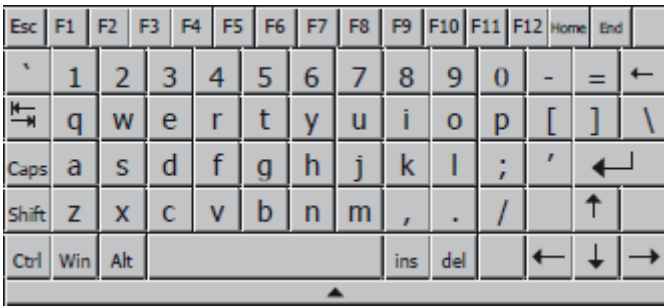 Esc F1 F2 F3 F4 F5 F6 F7 F8 F9 F10 F11 F12 Home End
` 1 2 3 4 5 6 7 8 9 0 - = ←
q w e r t y u i o p [ ] \
Caps a s d f g h j k l ; ' 
Shift z x c v b n m , . / ↑
Ctrl Win Alt ins del ← ↓ →